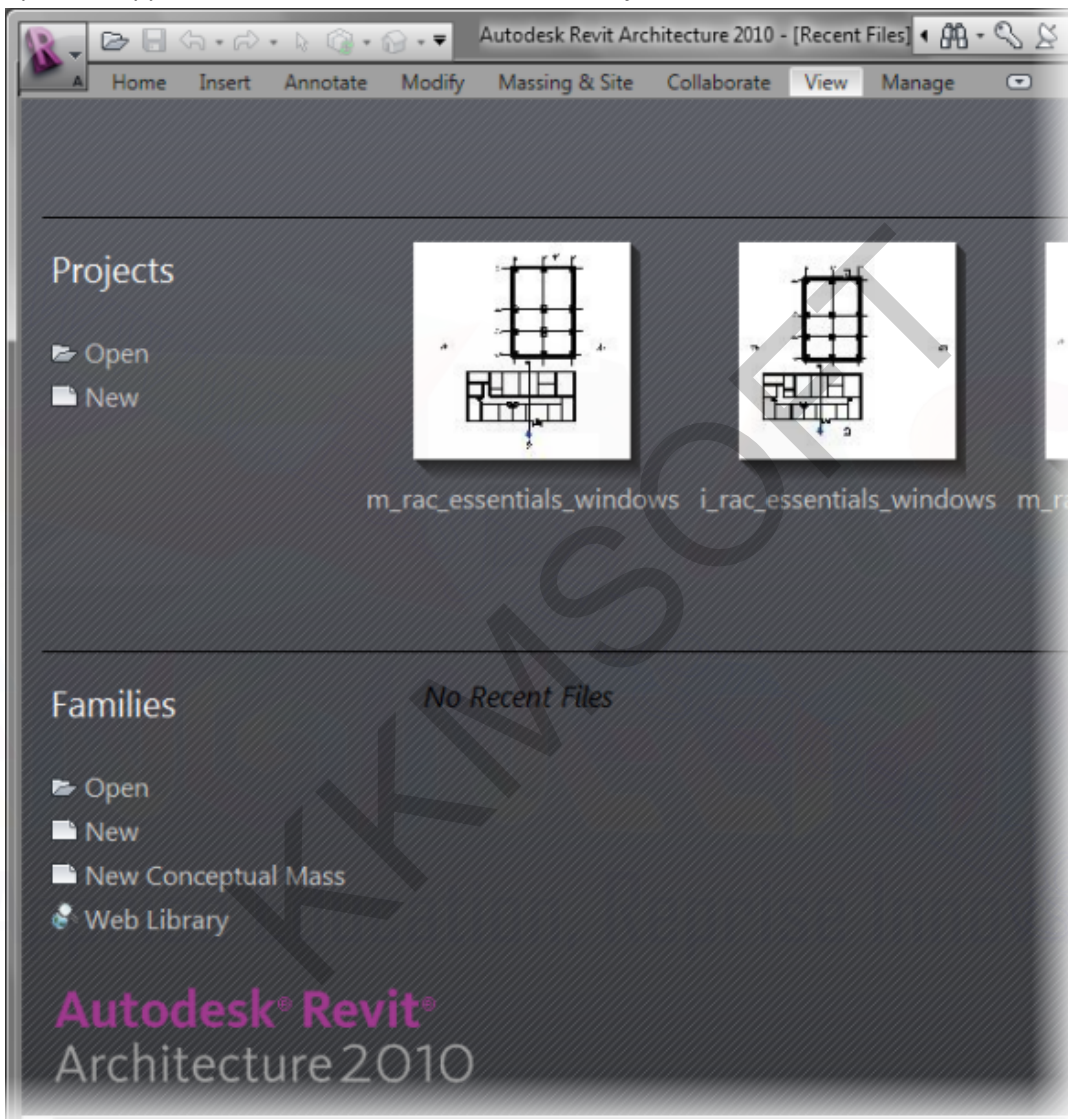 Autodesk Revit Architecture 2010 - [Recent Files]
A Home Insert Annotate Modify Massing & Site Collaborate View Manage
Projects
Open
New
m_rac_essentials_windows i_rac_essentials_windows m_ra
Families
No Recent Files
Open
New
New Conceptual Mass
Web Library
Autodesk® Revit®
Architecture 2010
KKMSOFT